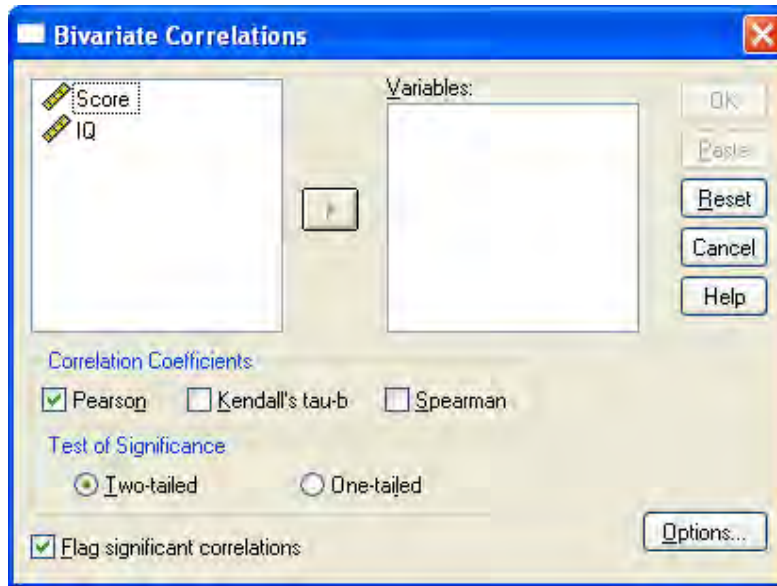 Bivariate Correlations
Score
IQ
Variables:
OK
Paste
Reset
Cancel
Help
Correlation Coefficients
Pearson Kendall's tau-b Spearman
Test of Significance
Two-tailed One-tailed
Flag significant correlations
Options...